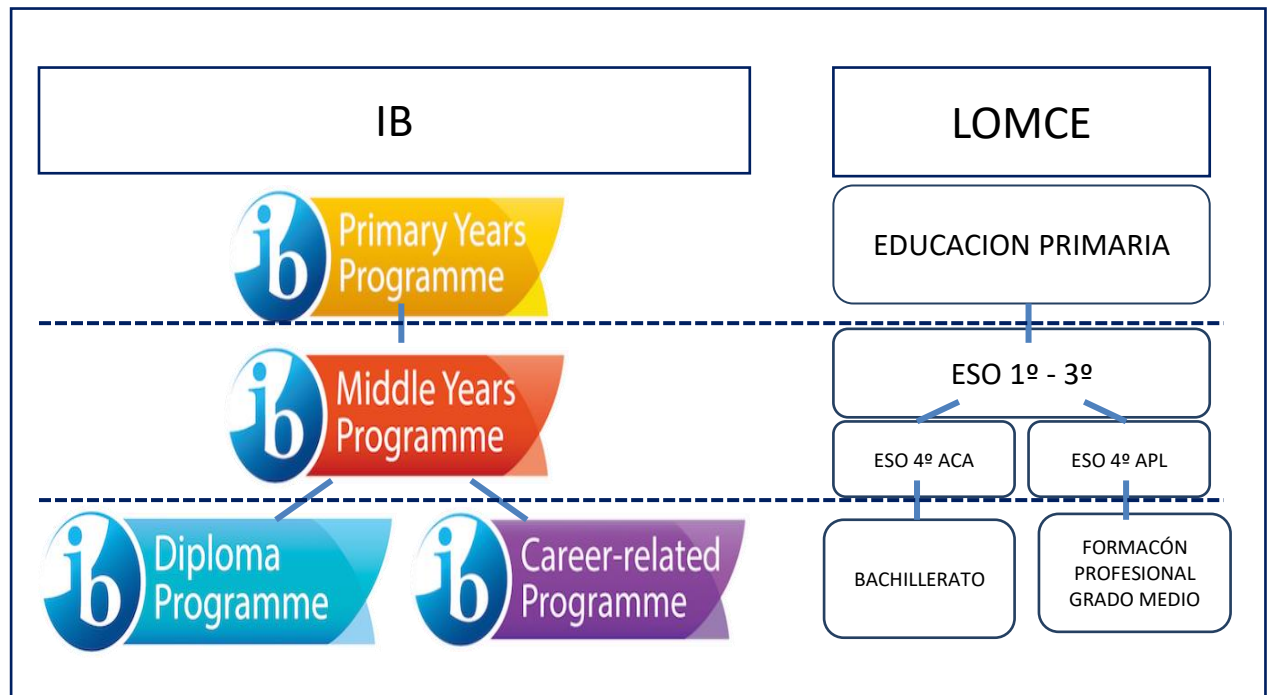 IB
LOMCE
ib Primary Years
Programme
EDUCACION PRIMARIA
ib Middle Years
Programme
ESO 1º - 3º
ESO 4º ACA
ESO 4º APL
ib Diploma
Programme
ib Career-related
Programme
BACHILLERATO
FORMACÓN
PROFESIONAL
GRADO MEDIO